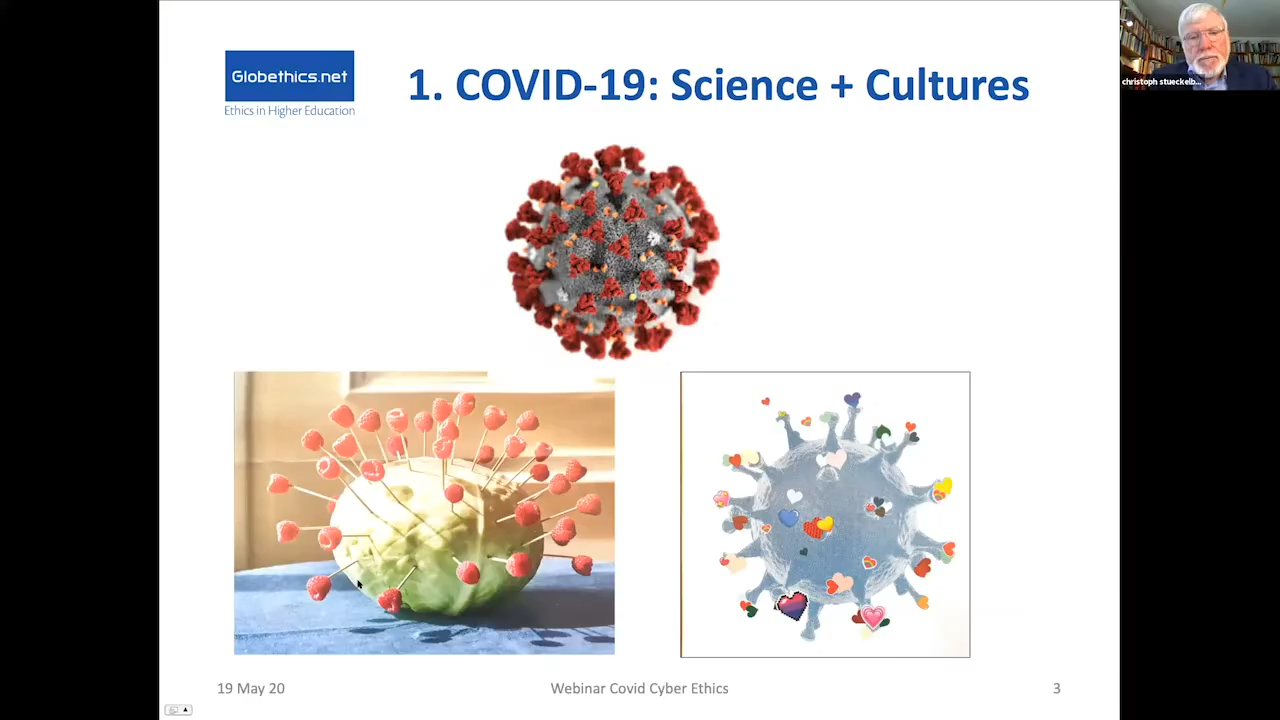 Globethics.net
Ethics in Higher Education
1. COVID-19: Science + Cultures
christoph stueckelb...
19 May 20
Webinar Covid Cyber Ethics
3